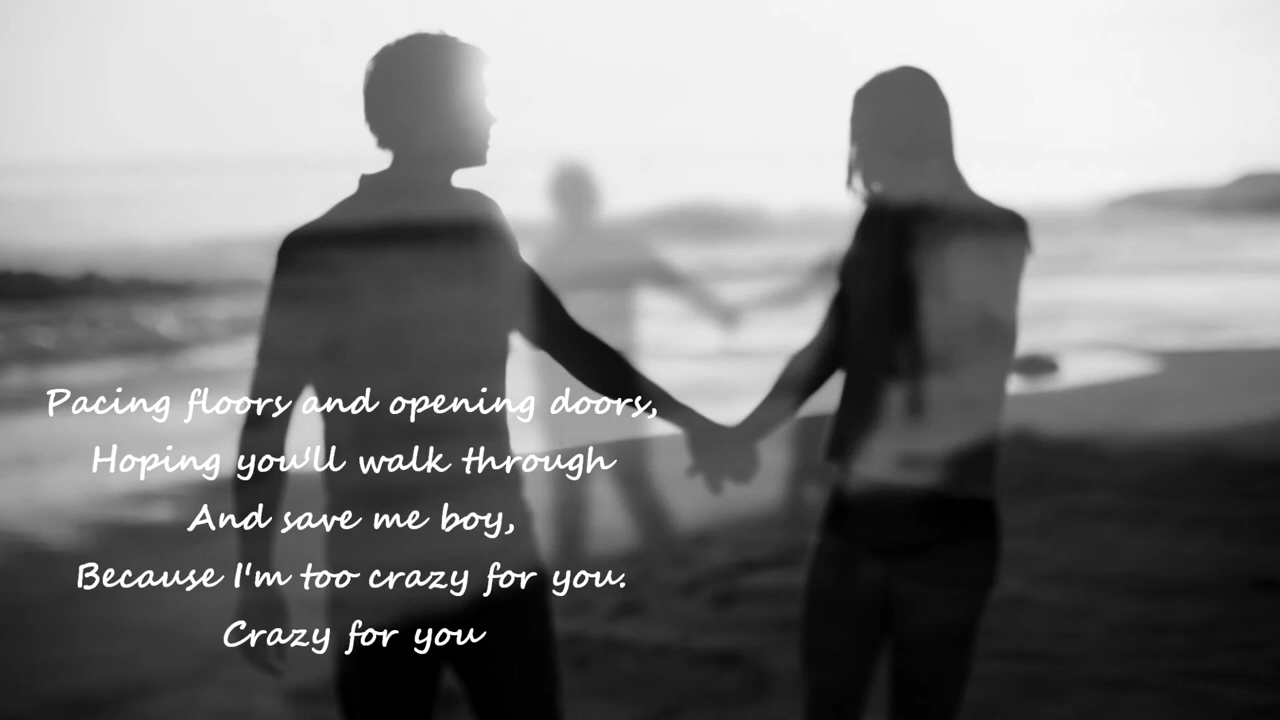 Pacing floors and opening doors,
Hoping you'll walk through
And save me boy,
Because I'm too crazy for you.
Crazy for you